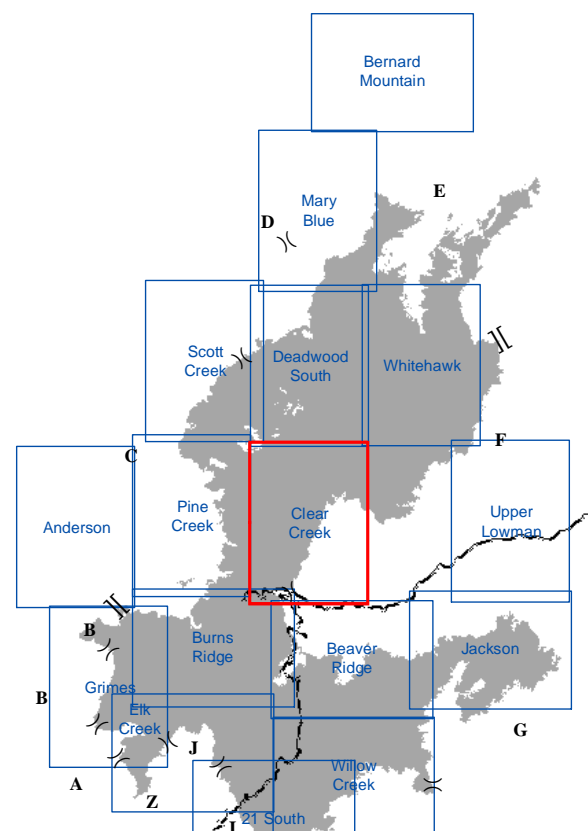 Bernard
Mountain
E
Mary
Blue
D
Scott
Creek
Deadwood
South
Whitehawk
F
C
Pine
Creek
Clear
Creek
Upper
Lowman
Anderson
B
Burns
Ridge
Beaver
Ridge
Jackson
Grimes
B
Elk
Creek
G
J
Willow
Creek
A
Z
21 South